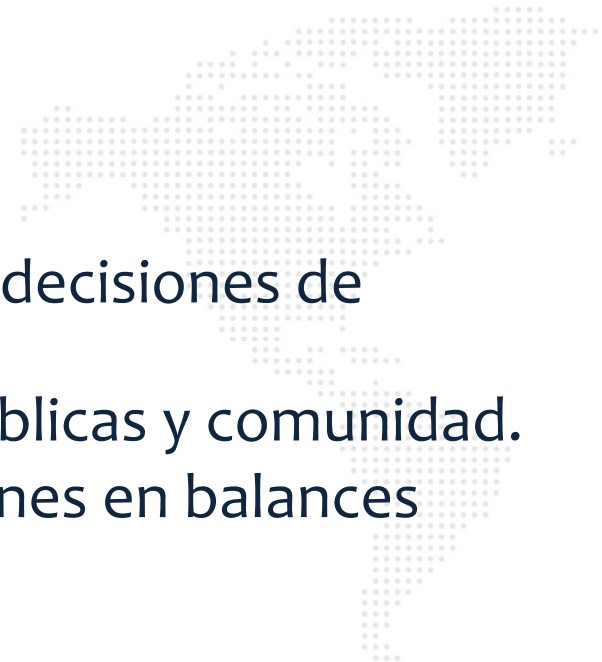 decisiones de
blicas y comunidad.
nes en balances